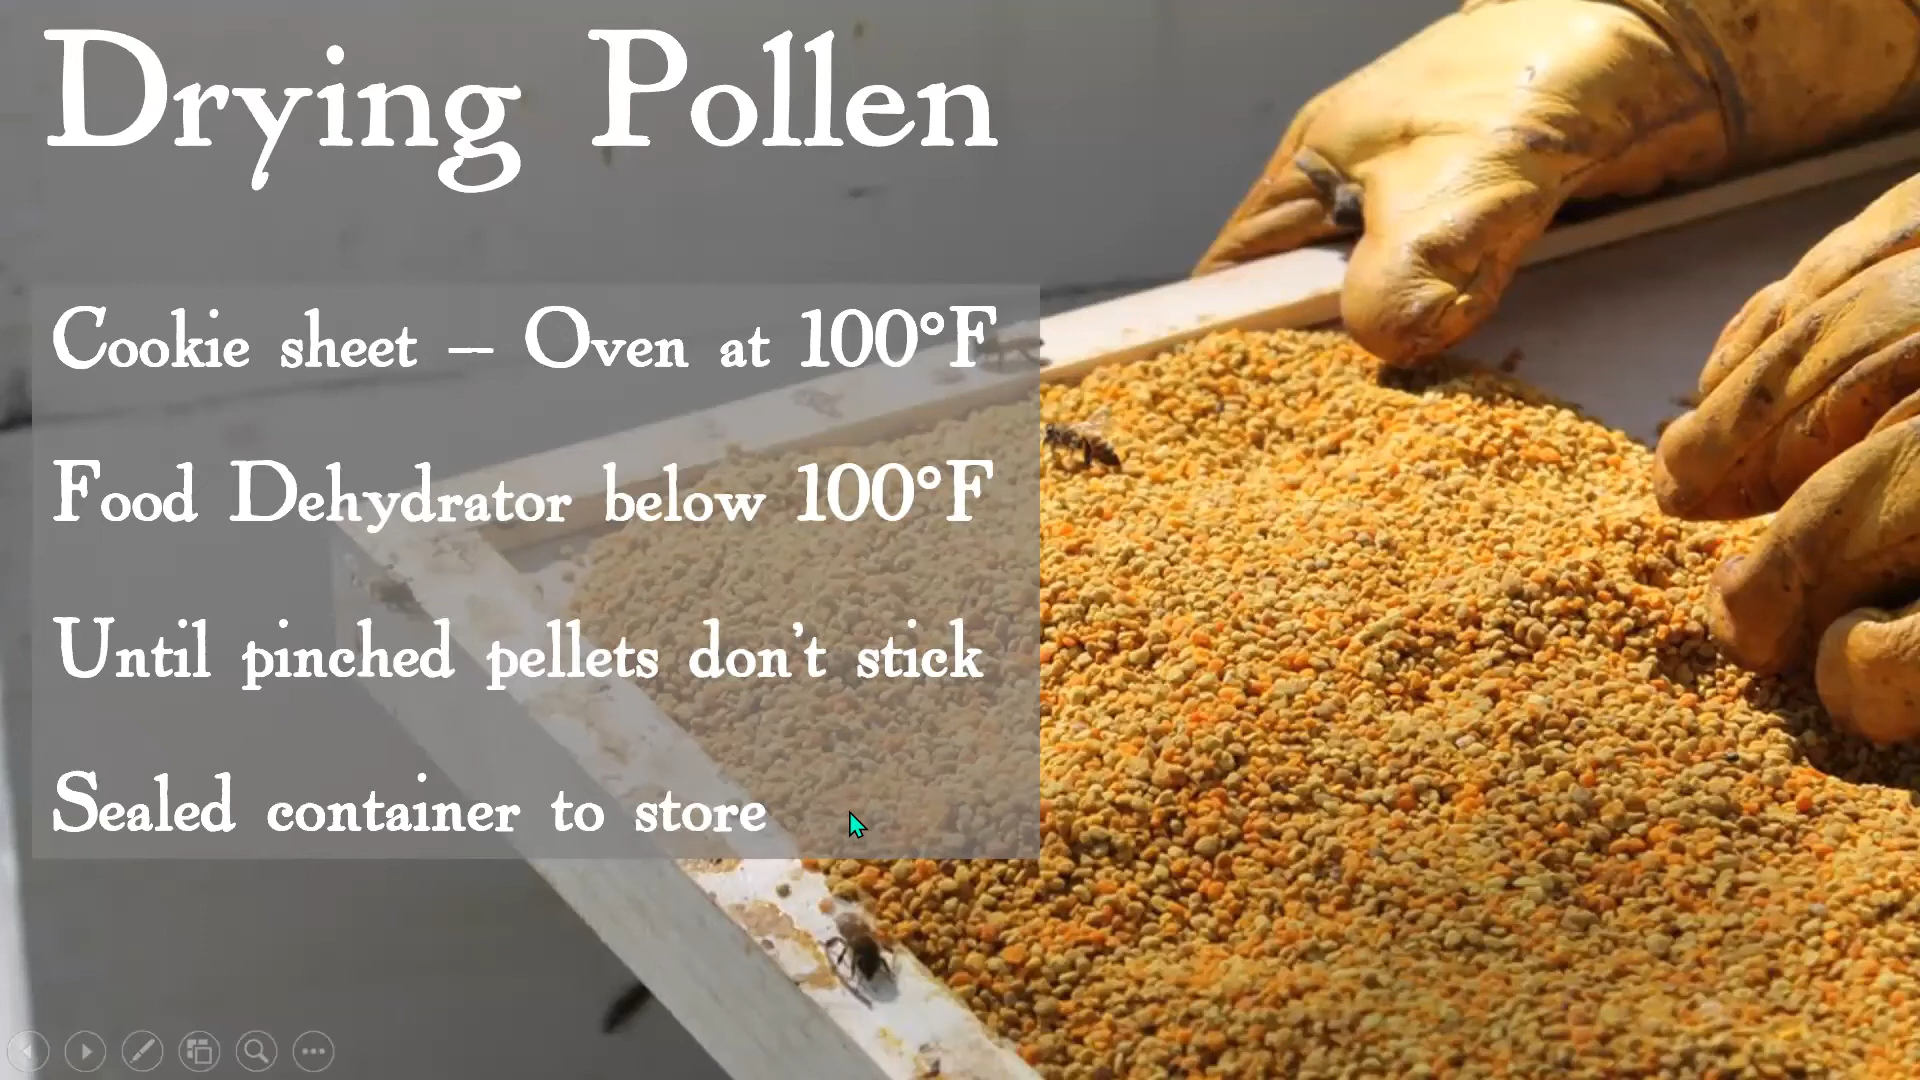 Drying Pollen
Cookie sheet – Oven at 100°F
Food Dehydrator below 100°F
Until pinched pellets don’t stick
Sealed container to store